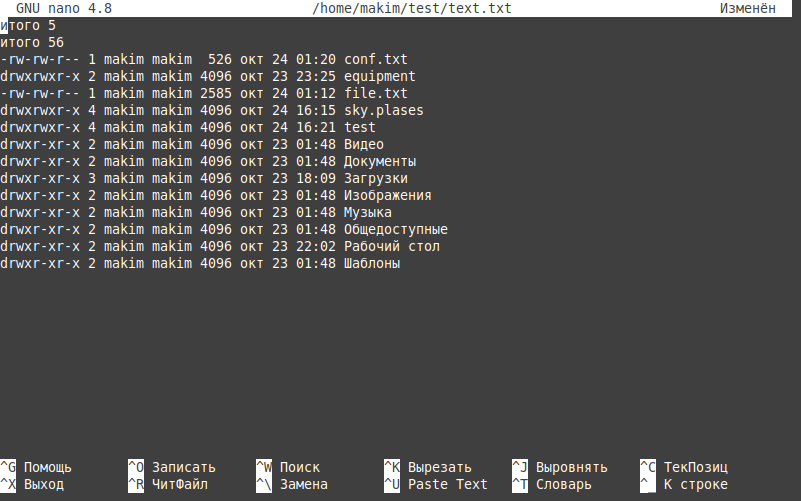 GNU nano 4.8 /home/makim/test/text.txt Изменён
итого 5
итого 56
-rw-rw-r-- 1 makim makim  526 окт 24 01:20 conf.txt
drwxrwxr-x 2 makim makim 4096 окт 23 23:25 equipment
-rw-rw-r-- 1 makim makim 2585 окт 24 01:12 file.txt
drwxrwxr-x 4 makim makim 4096 окт 24 16:15 sky.plases
drwxrwxr-x 4 makim makim 4096 окт 24 16:21 test
drwxr-xr-x 2 makim makim 4096 окт 23 01:48 Видео
drwxr-xr-x 2 makim makim 4096 окт 23 01:48 Документы
drwxr-xr-x 3 makim makim 4096 окт 23 18:09 Загрузки
drwxr-xr-x 2 makim makim 4096 окт 23 01:48 Изображения
drwxr-xr-x 2 makim makim 4096 окт 23 01:48 Музыка
drwxr-xr-x 2 makim makim 4096 окт 23 01:48 Общедоступные
drwxr-xr-x 2 makim makim 4096 окт 23 22:02 Рабочий стол
drwxr-xr-x 2 makim makim 4096 окт 23 01:48 Шаблоны
^G Помощь ^O Записать ^W Поиск ^K Вырезать ^J Выровнять ^C ТекПозиц
^X Выход ^R ЧитФайл ^\ Замена ^U Paste Text ^T Словарь ^_ К строке